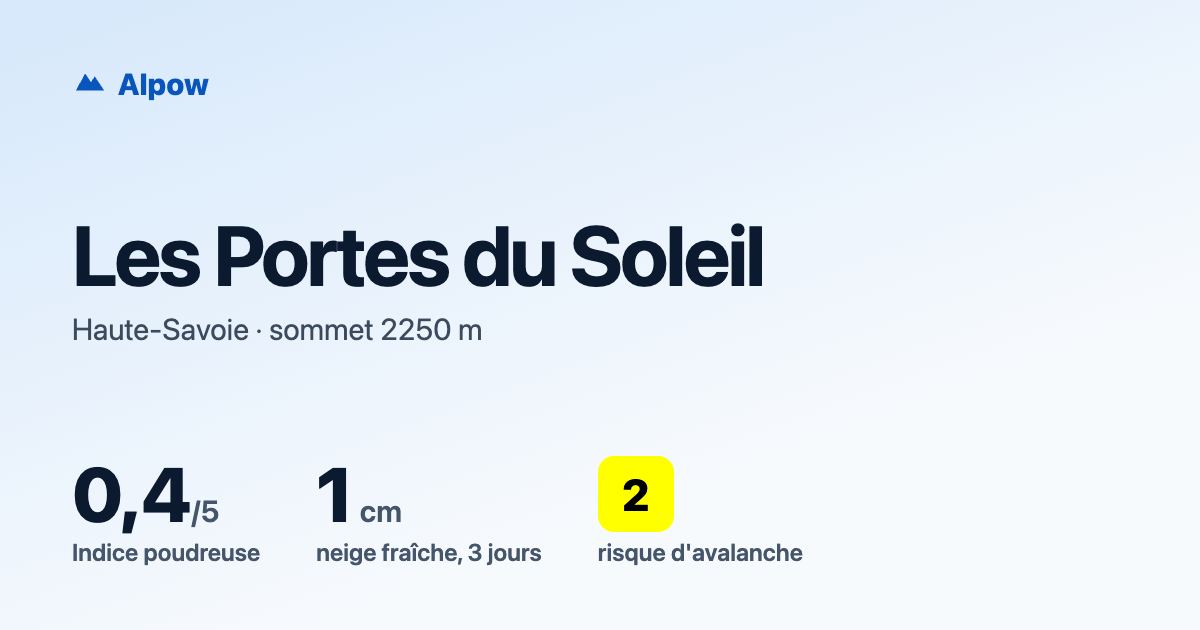 Alpow
Les Portes du Soleil
Haute-Savoie · sommet 2250 m
0,4/5
Indice poudreuse
1 cm
neige fraîche, 3 jours
2
risque d'avalanche